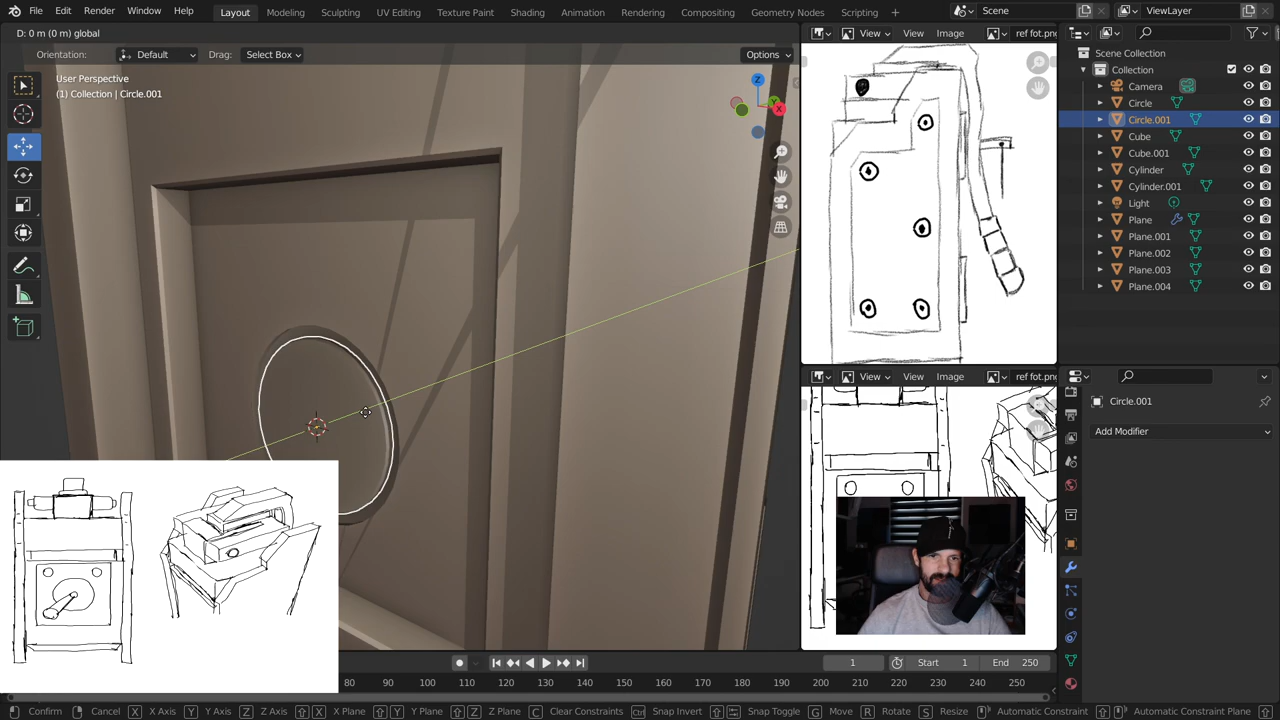 File Edit Render Window Help Layout Modeling Sculpting UV Editing Texture Paint Shading Animation Rendering Compositing Geometry Nodes Scripting Scene ViewLayer
D: 0 m (0 m) global
Orientation: Default Drag: Select Box Options
User Perspective
(1) Collection | Circle.001
Z
Y
X
View View Image ref fot.png
Scene Collection
Collection
Camera
Circle
Circle.001
Cube
Cube.001
Cylinder
Cylinder.001
Light
Plane
Plane.001
Plane.002
Plane.003
Plane.004
View View Image ref fot.png
Circle.001
Add Modifier
1 Start 1 End 250
80 90 100 110 120 130 140 150 160 170 180 190 200 210 220 230 240 250
Confirm Cancel X X Axis Y Y Axis Z Z Axis X X Plane Y Y Plane Z Z Plane C Clear Constraints Ctrl Snap Invert Snap Toggle G Move R Rotate S Resize Automatic Constraint Automatic Constraint Plane